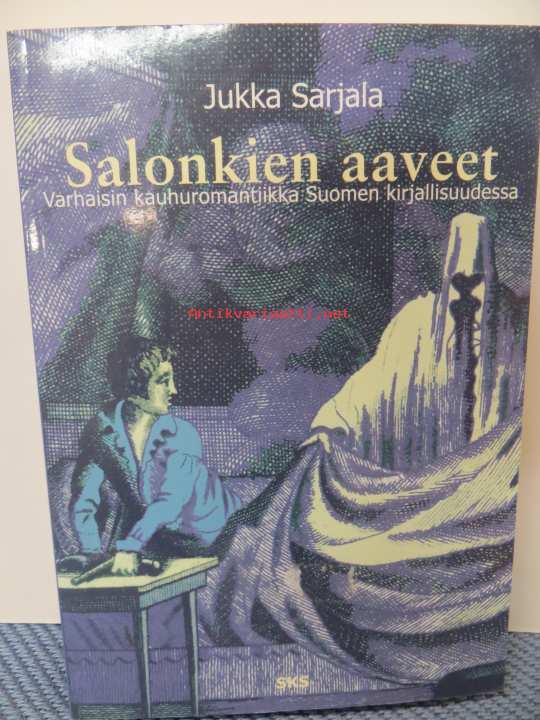 Jukka Sarjala
Salonkien aaveet
Varhaisin kauhuromantiikka Suomen kirjallisuudessa
Antikvariaatti.net
SKS